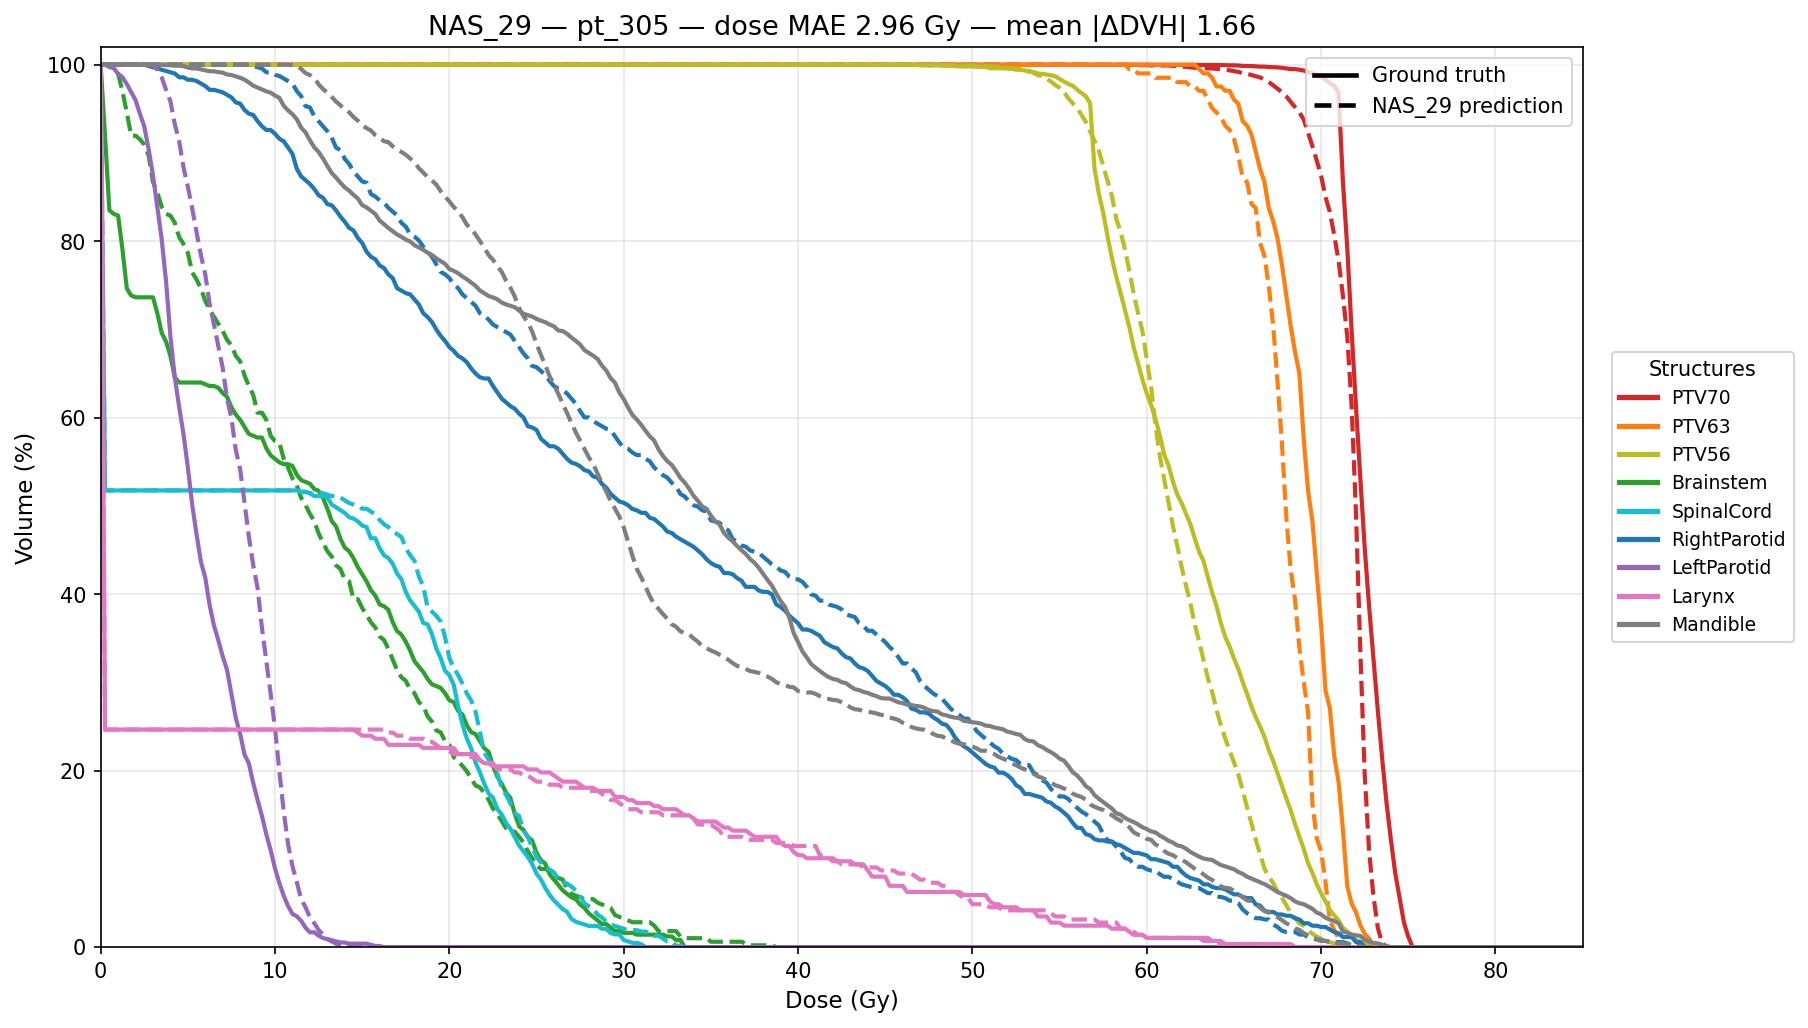 NAS_29 — pt_305 — dose MAE 2.96 Gy — mean |ΔDVH| 1.66
Ground truth
NAS_29 prediction
Volume (%)
100
80
60
40
20
0
0 10 20 30 40 50 60 70 80
Dose (Gy)
Structures
PTV70
PTV63
PTV56
Brainstem
SpinalCord
RightParotid
LeftParotid
Larynx
Mandible